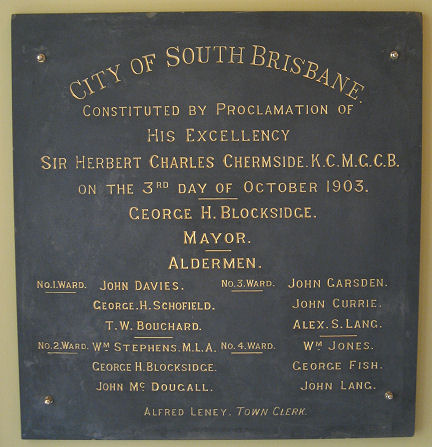 CITY OF SOUTH BRISBANE.
CONSTITUTED BY PROCLAMATION OF
HIS EXCELLENCY
SIR HERBERT CHARLES CHERMSIDE. K.C.M.G.C.B.
ON THE 3RD DAY OF OCTOBER 1903.
GEORGE H. BLOCKSIDGE.
MAYOR.
ALDERMEN.
No.1.WARD. JOHN DAVIES. No.3.WARD. JOHN GARSDEN.
GEORGE.H.SCHOFIELD. JOHN CURRIE.
T.W. BOUCHARD. ALEX. S. LANG.
No.2.WARD. WM STEPHENS. M.L.A. No.4.WARD. WM JONES.
GEORGE H. BLOCKSIDGE. GEORGE FISH.
JOHN MC DOUGALL. JOHN LANG.
ALFRED LENEY. TOWN CLERK.